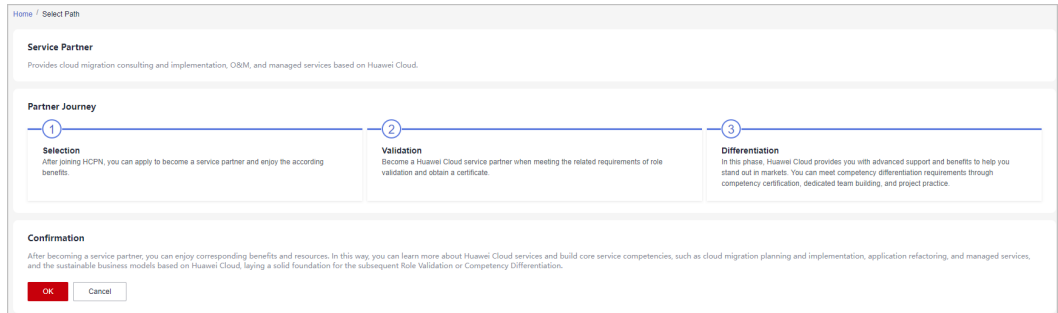 Home / Select Path
Service Partner
Provides cloud migration consulting and implementation, O&M, and managed services based on Huawei Cloud.
Partner Journey
1
Selection
After joining HCPN, you can apply to become a service partner and enjoy the according
benefits.
2
Validation
Become a Huawei Cloud service partner when meeting the related requirements of role
validation and obtain a certificate.
3
Differentiation
In this phase, Huawei Cloud provides you with advanced support and benefits to help you
stand out in markets. You can meet competency differentiation requirements through
competency certification, dedicated team building, and project practice.
Confirmation
After becoming a service partner, you can enjoy corresponding benefits and resources. In this way, you can learn more about Huawei Cloud services and build core service competencies, such as cloud migration planning and implementation, application refactoring, and managed services,
and the sustainable business models based on Huawei Cloud, laying a solid foundation for the subsequent Role Validation or Competency Differentiation.
OK Cancel